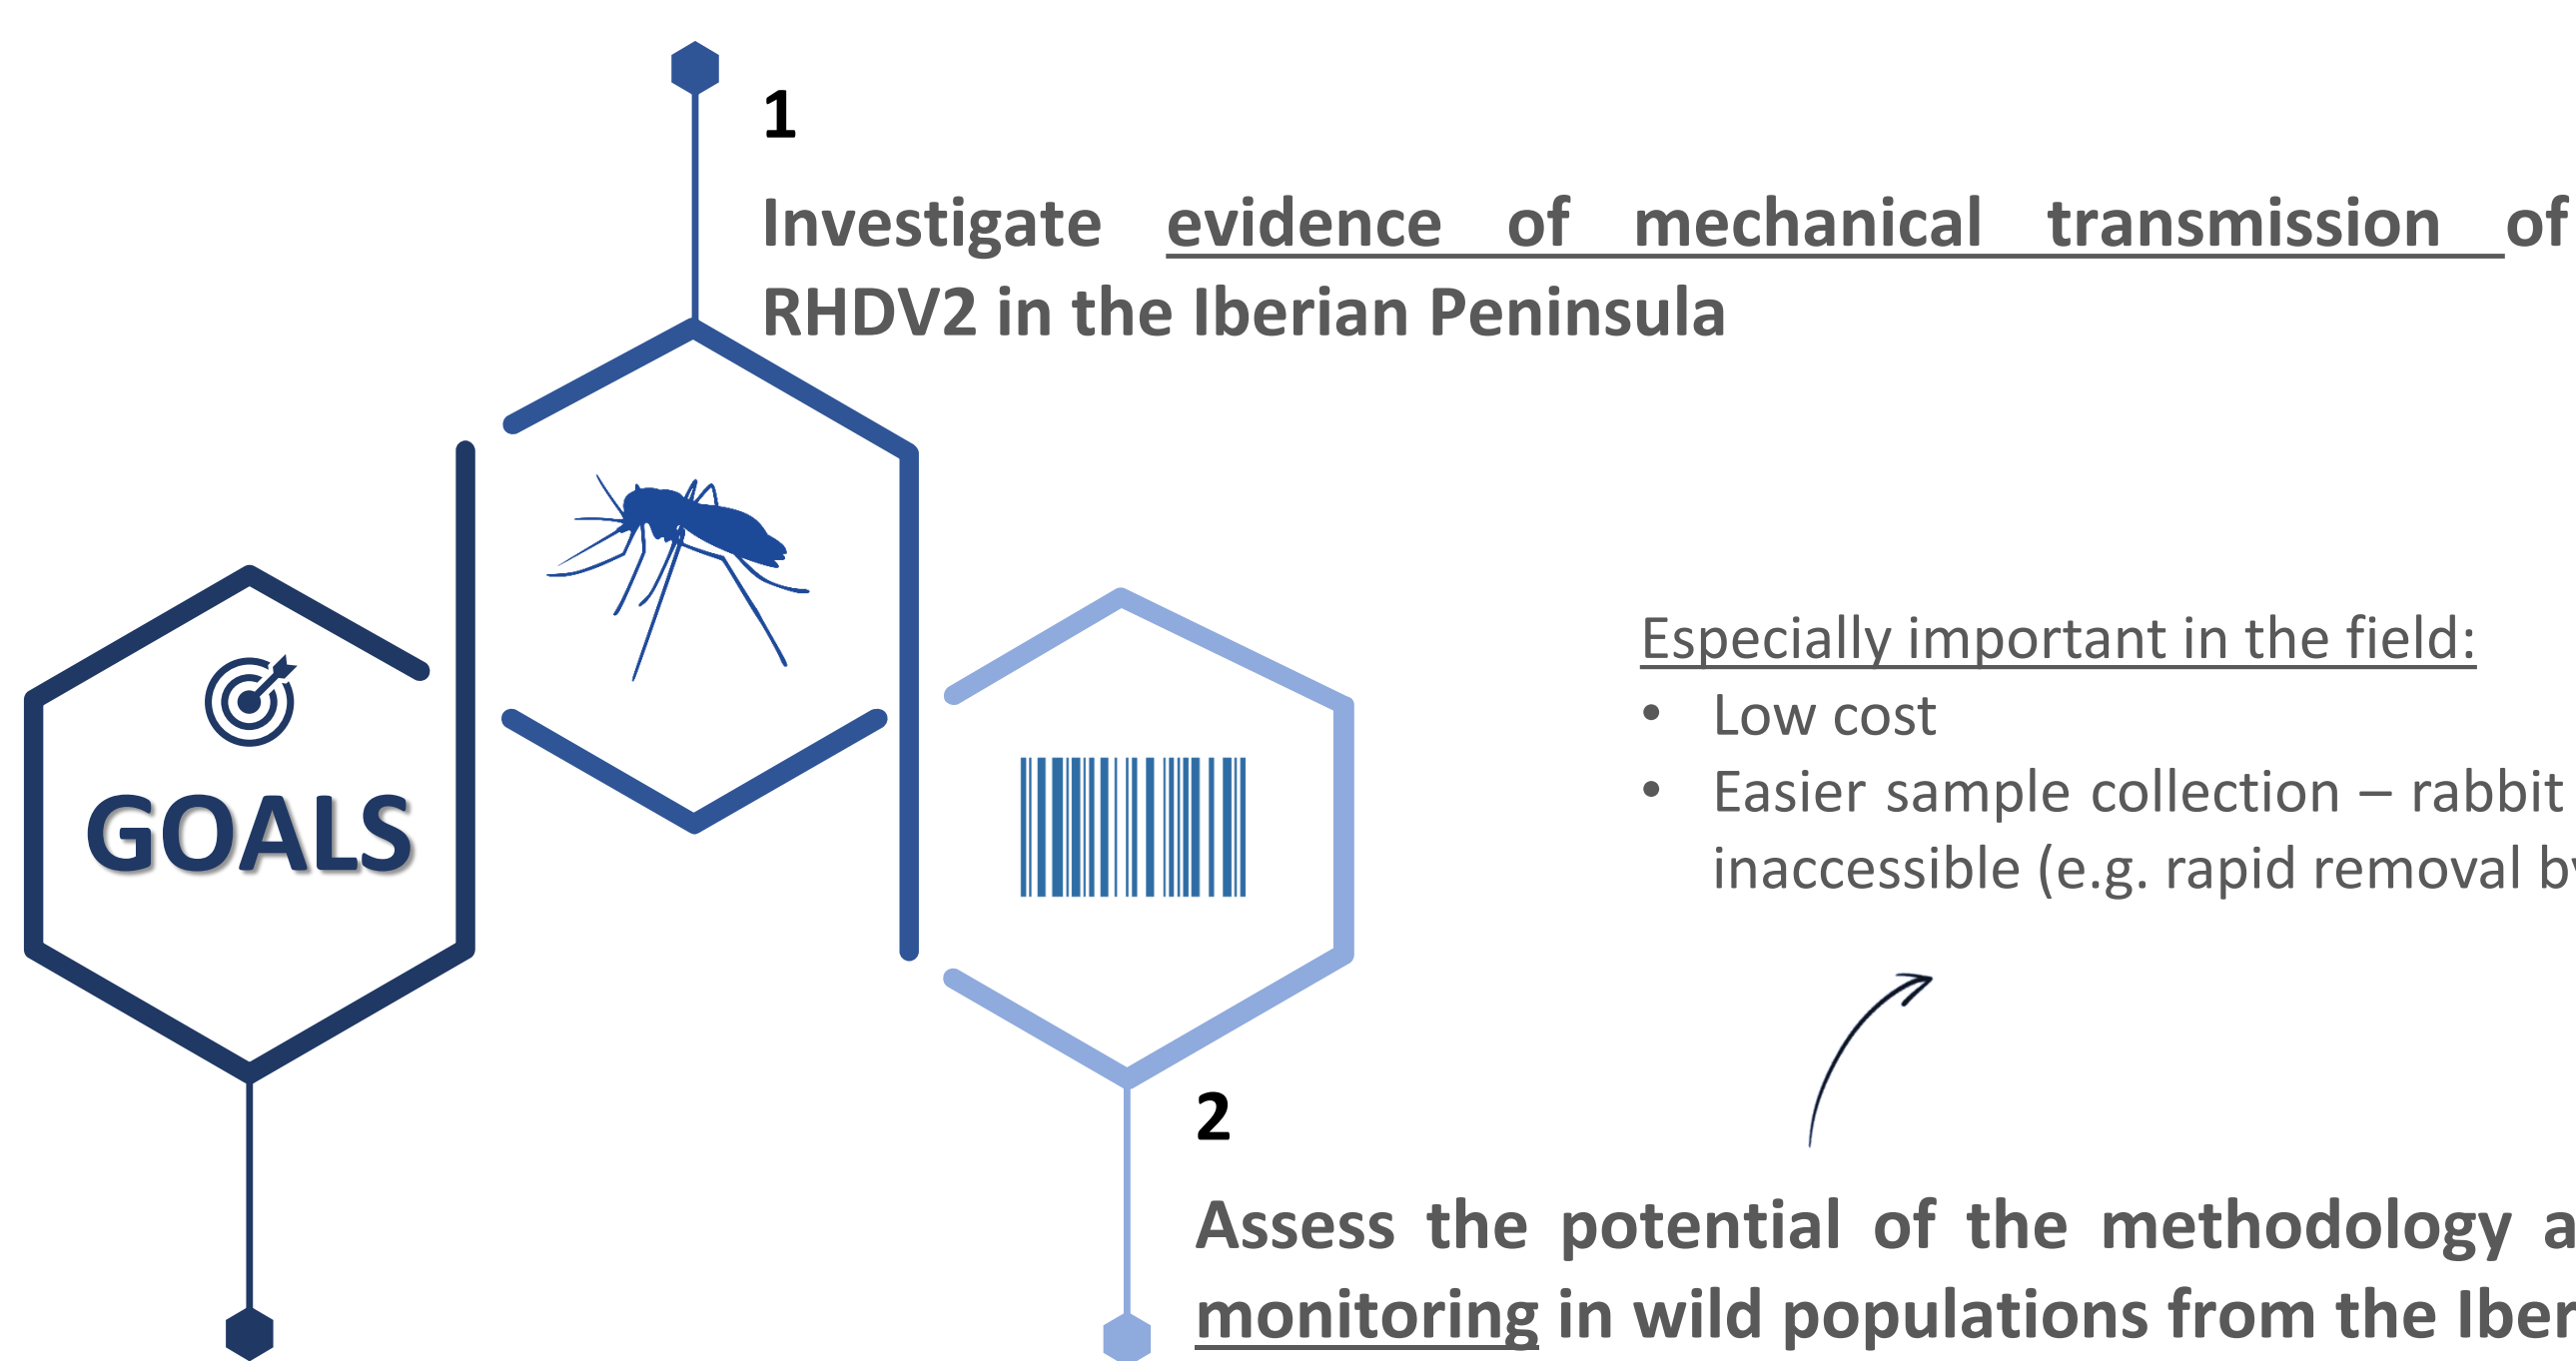 1
Investigate evidence of mechanical transmission of
RHDV2 in the Iberian Peninsula
GOALS
Especially important in the field:
• Low cost
• Easier sample collection – rabbit
inaccessible (e.g. rapid removal
2
Assess the potential of the methodology
monitoring in wild populations from the